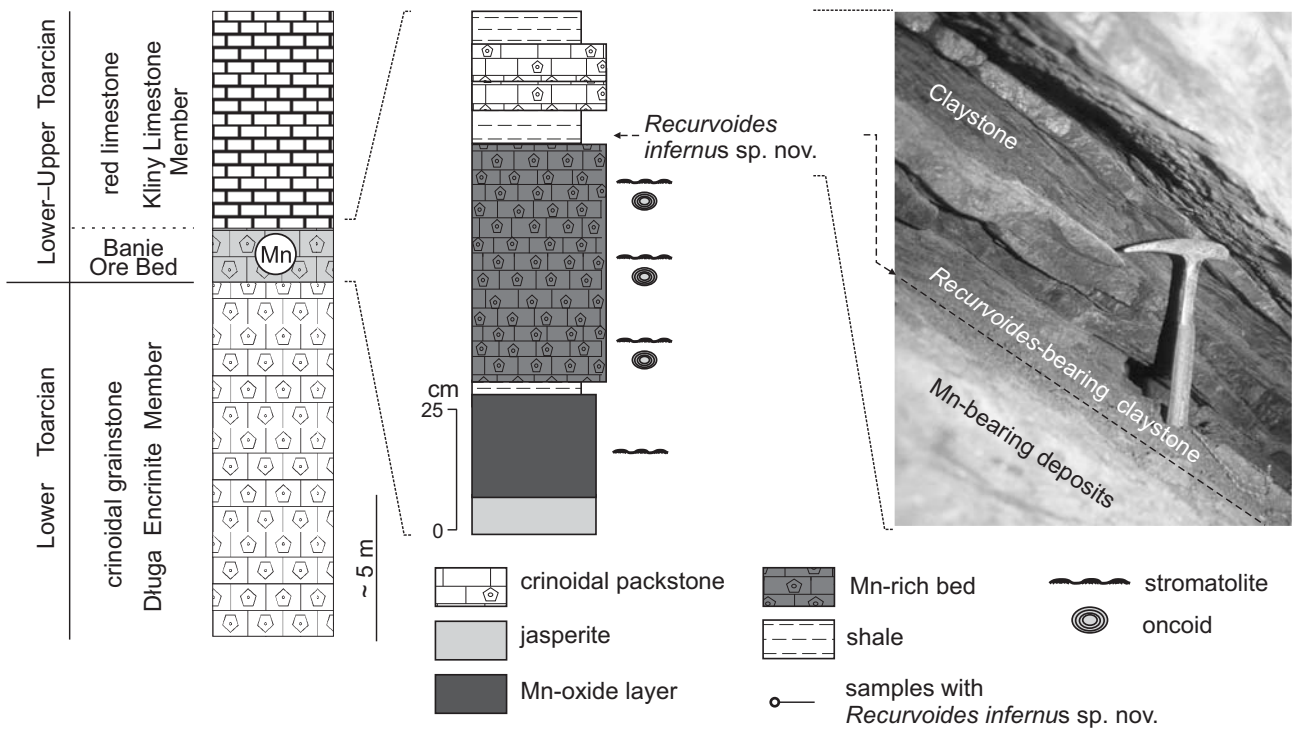 Lower–Upper Toarcian
red limestone
Kliny Limestone
Member
Banie
Ore Bed
Mn
Lower Toarcian
crinoidal grainstone
Długa Encrinite Member
~ 5 m
cm
25
0
Recurvoides
infernus sp. nov.
Claystone
Recurvoides-bearing claystone
Mn-bearing deposits
crinoidal packstone
jasperite
Mn-oxide layer
Mn-rich bed
shale
samples with
Recurvoides infernus sp. nov.
stromatolite
oncoid